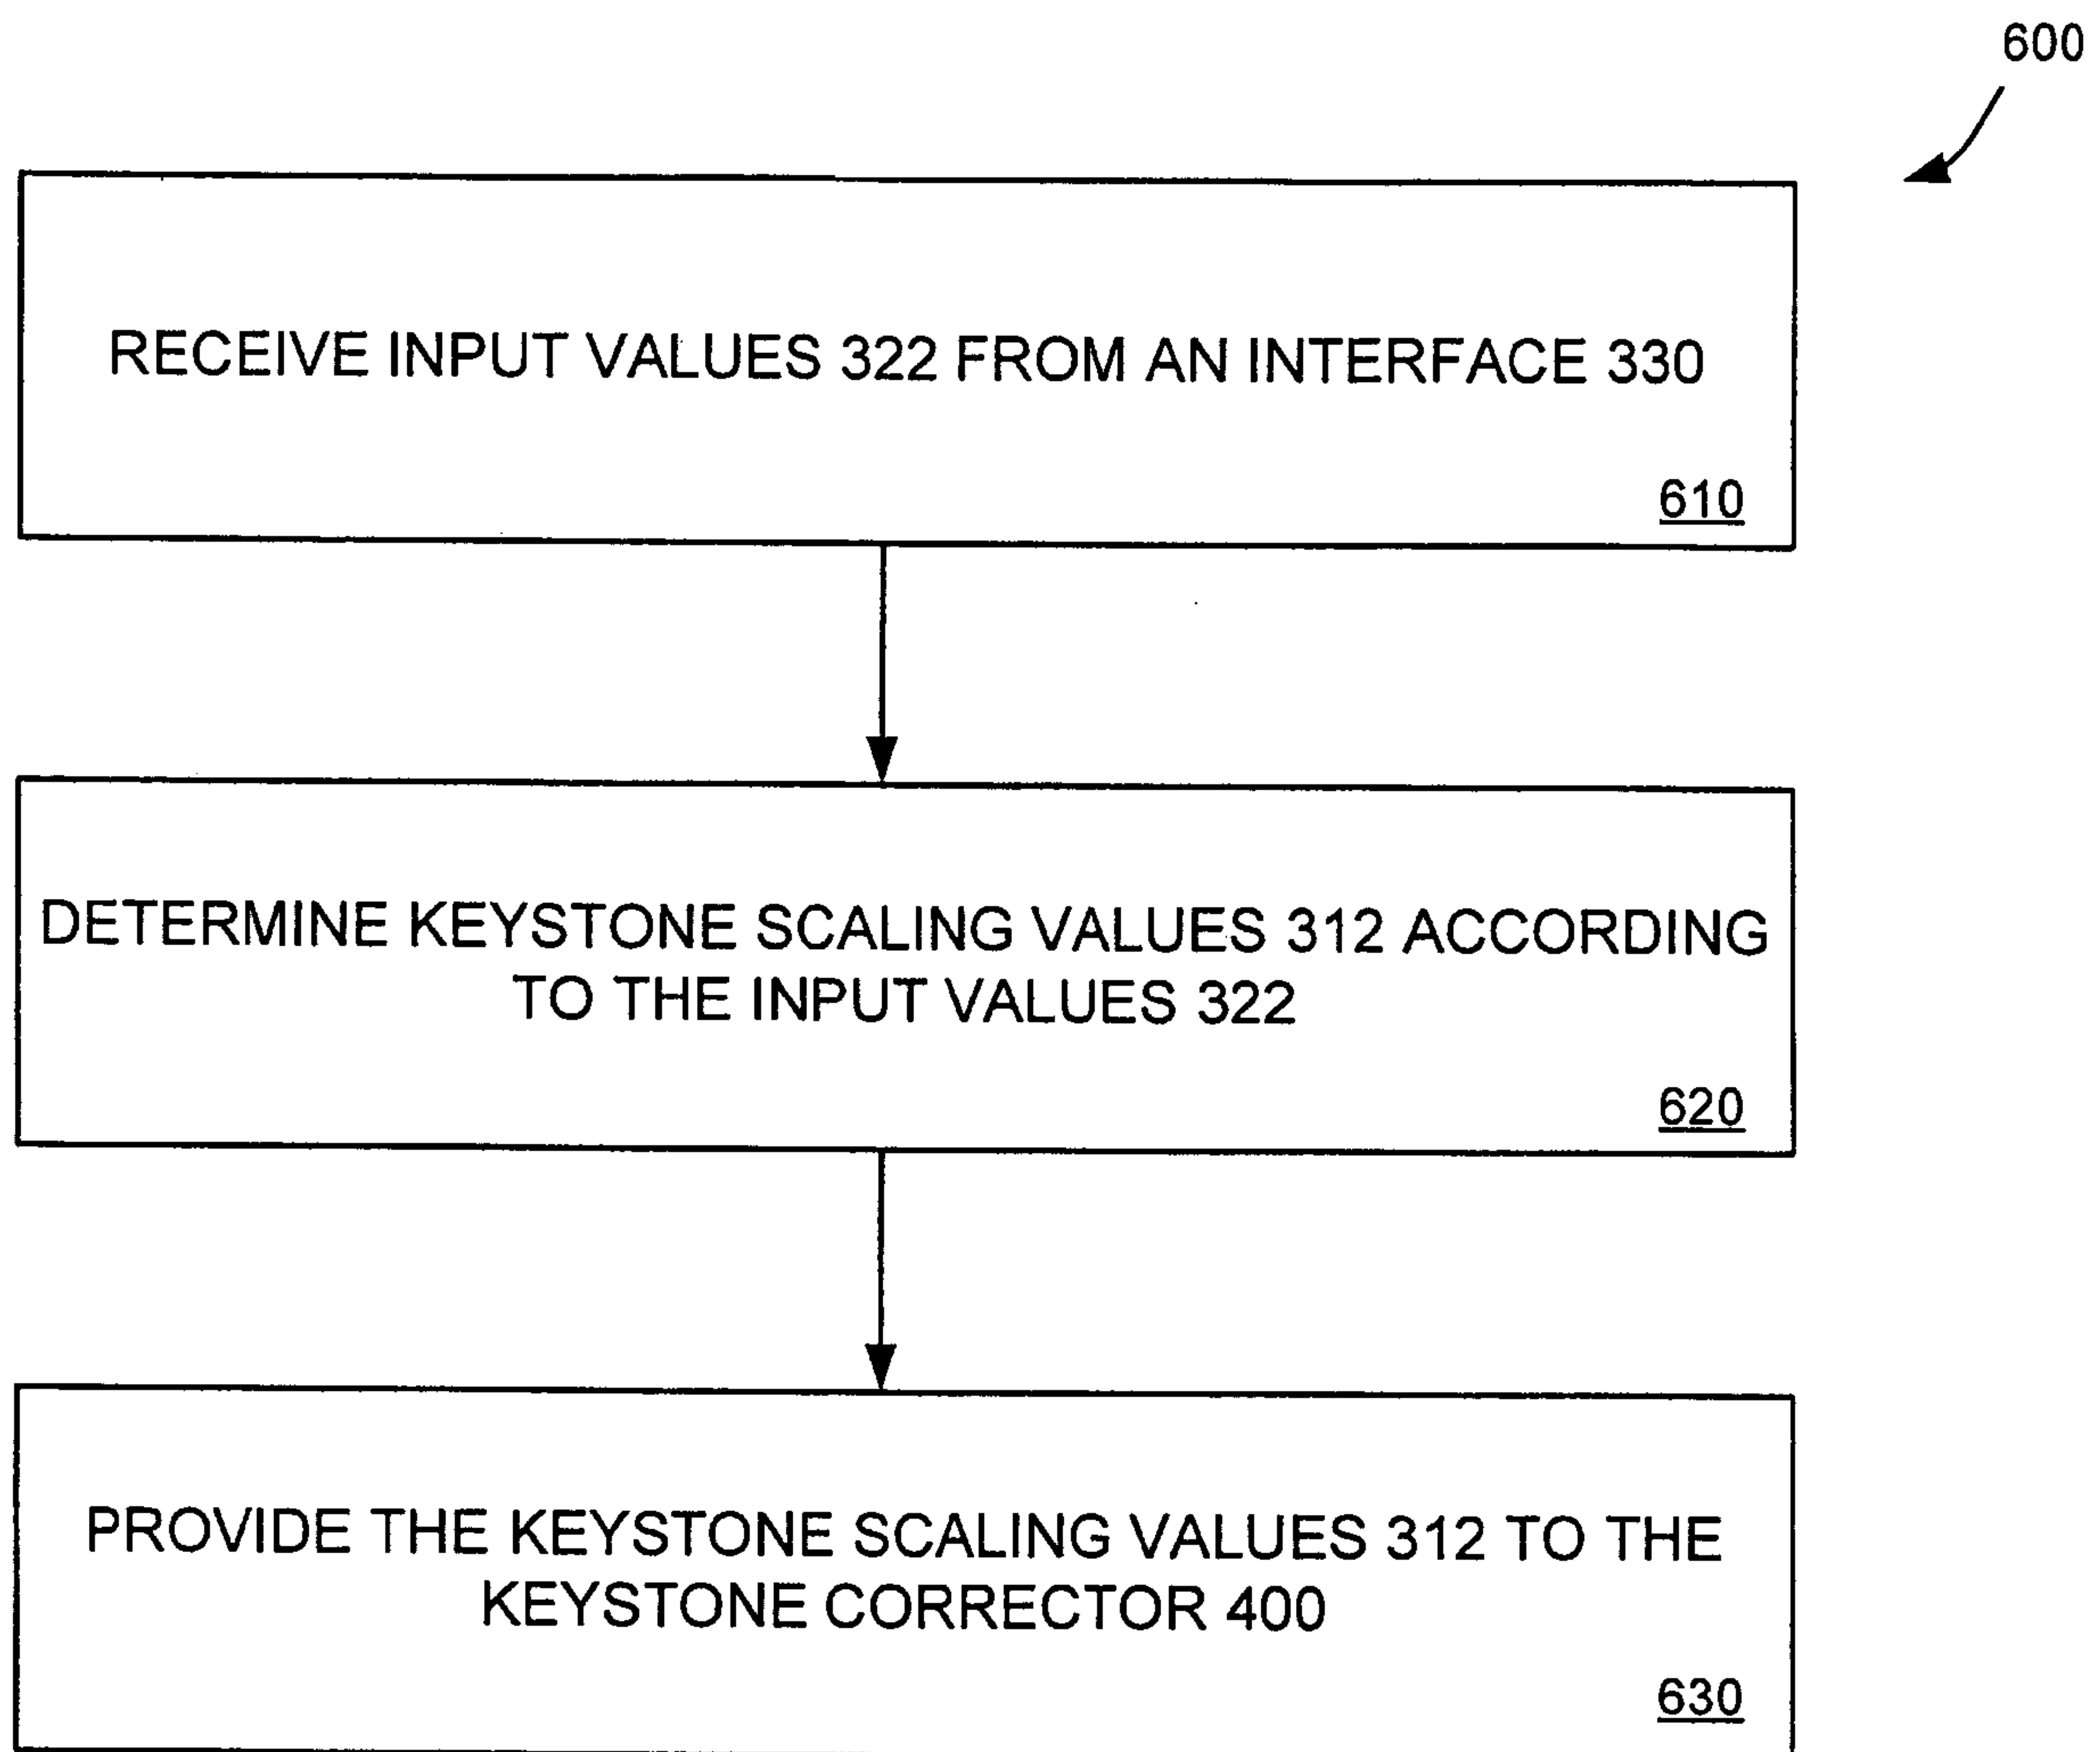 600
RECEIVE INPUT VALUES 322 FROM AN INTERFACE 330
610
DETERMINE KEYSTONE SCALING VALUES 312 ACCORDING
TO THE INPUT VALUES 322
620
PROVIDE THE KEYSTONE SCALING VALUES 312 TO THE
KEYSTONE CORRECTOR 400
630